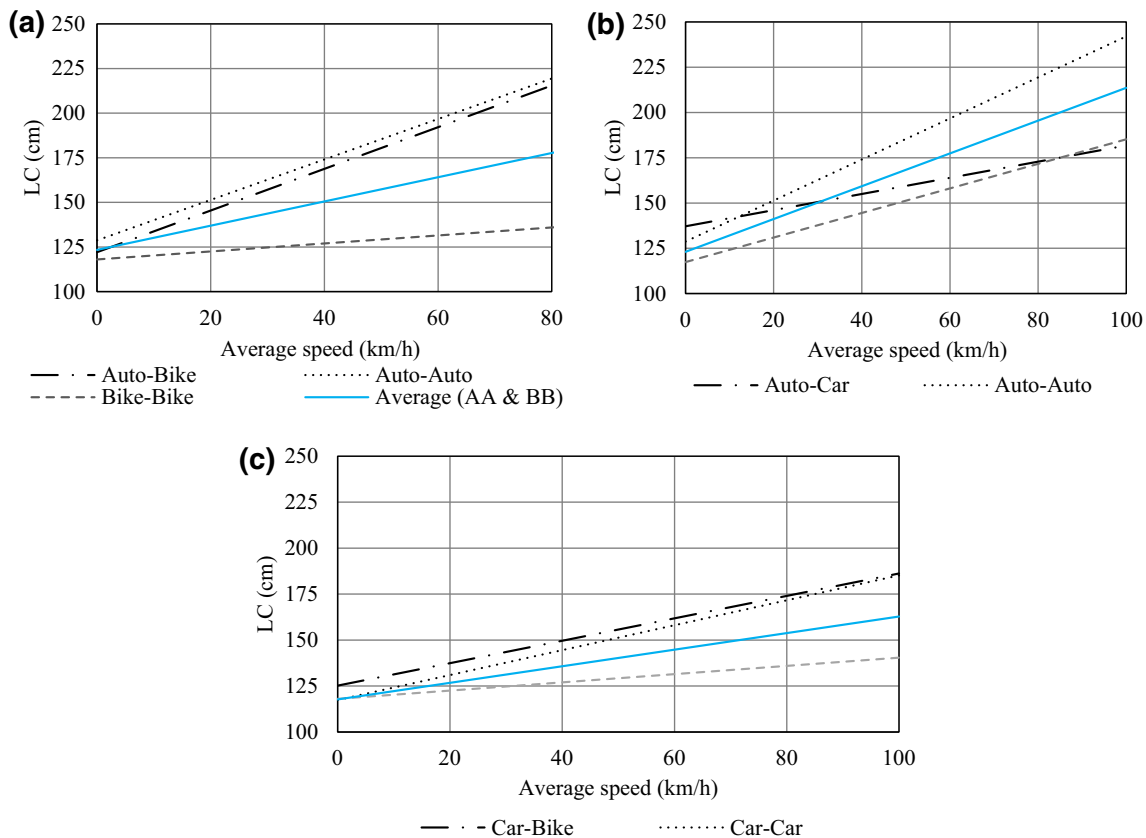 (a)
250
225
200
175
150
125
100
LC (cm)
0 20 40 60 80
Average speed (km/h)
Auto-Bike Auto-Auto
Bike-Bike Average (AA & BB)
(b)
250
225
200
175
150
125
100
LC (cm)
0 20 40 60 80 100
Average speed (km/h)
Auto-Car Auto-Auto
(c)
250
225
200
175
150
125
100
LC (cm)
0 20 40 60 80 100
Average speed (km/h)
Car-Bike Car-Car